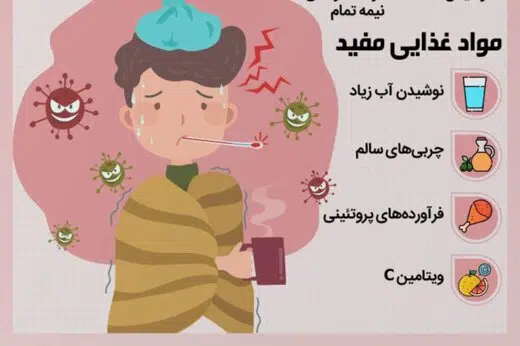 نیمه تمام
مواد غذایی مفید
نوشیدن آب زیاد
چربی‌های سالم
فرآورده‌های پروتئینی
ویتامین C